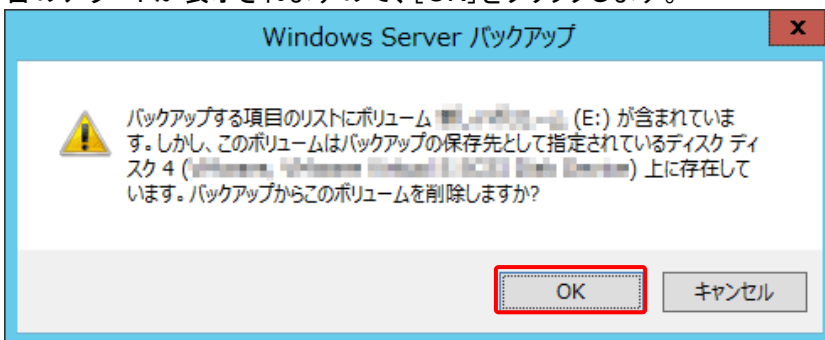 Windows Server バックアップ
x
バックアップする項目のリストにボリューム (E:) が含まれていま
す。しかし、このボリュームはバックアップの保存先として指定されているディスク ディ
スク 4 ( ) 上に存在して
います。バックアップからこのボリュームを削除しますか?
OK
キャンセル